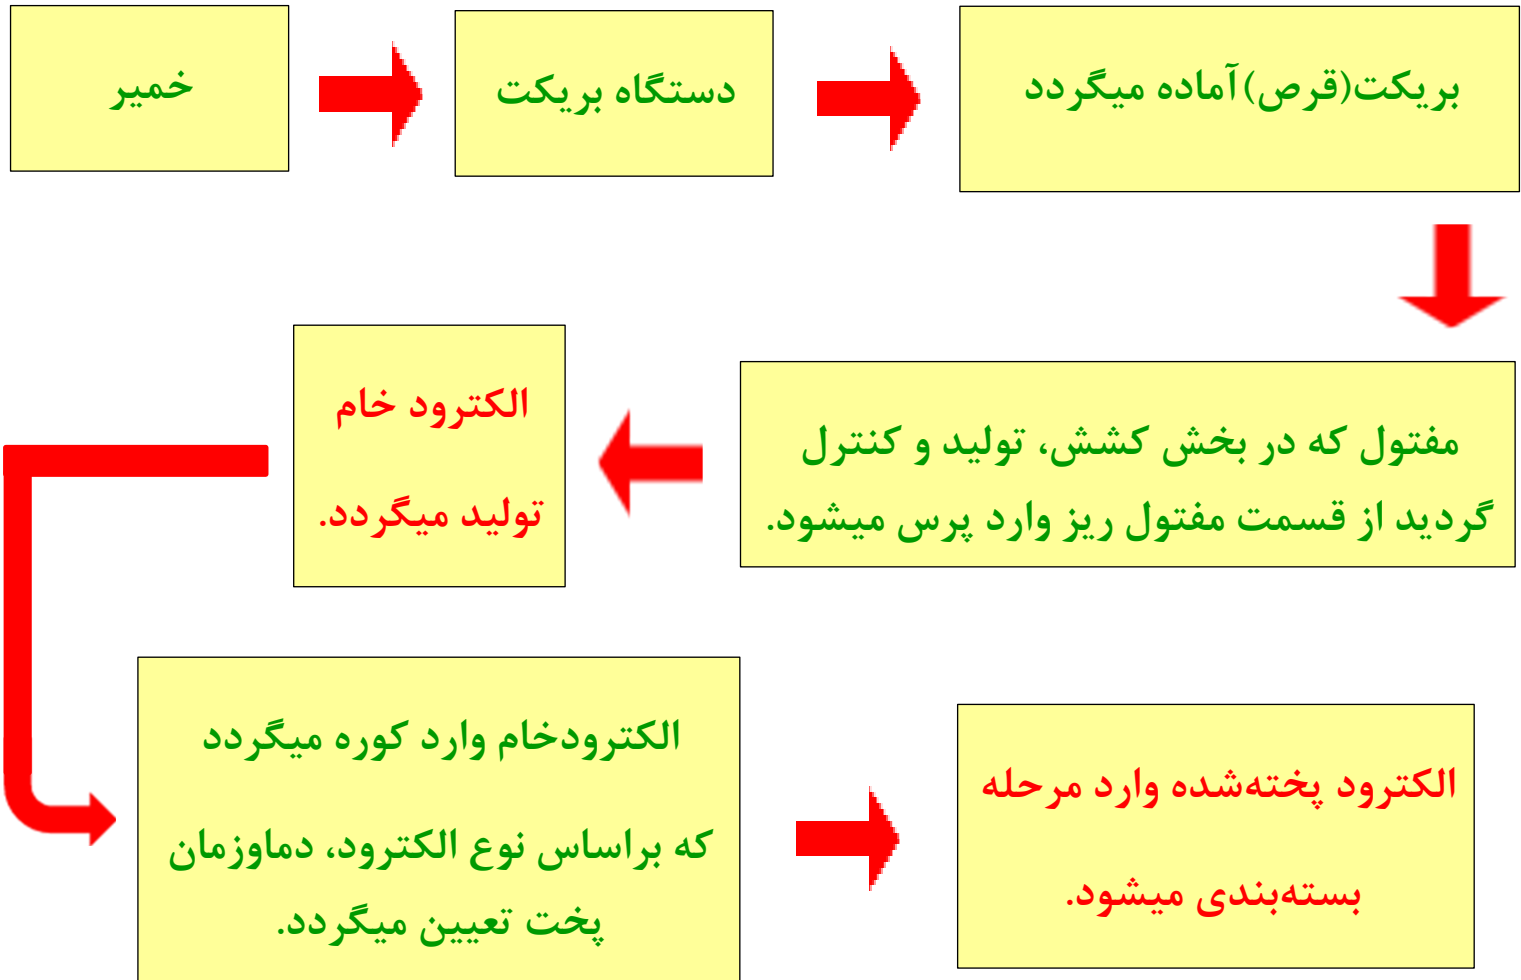 خمیر
دستگاه بریکت
بریکت(قرص)آماده میگردد
مفتول که در بخش کشش، تولید و کنترل
گردید از قسمت مفتول ریز وارد پرس میشود.
الکترود خام
تولید میگردد.
الکترودخام وارد کوره میگردد
که براساس نوع الکترود، دماوزمان
پخت تعیین میگردد.
الکترود پخته‌شده وارد مرحله
بسته‌بندی میشود.